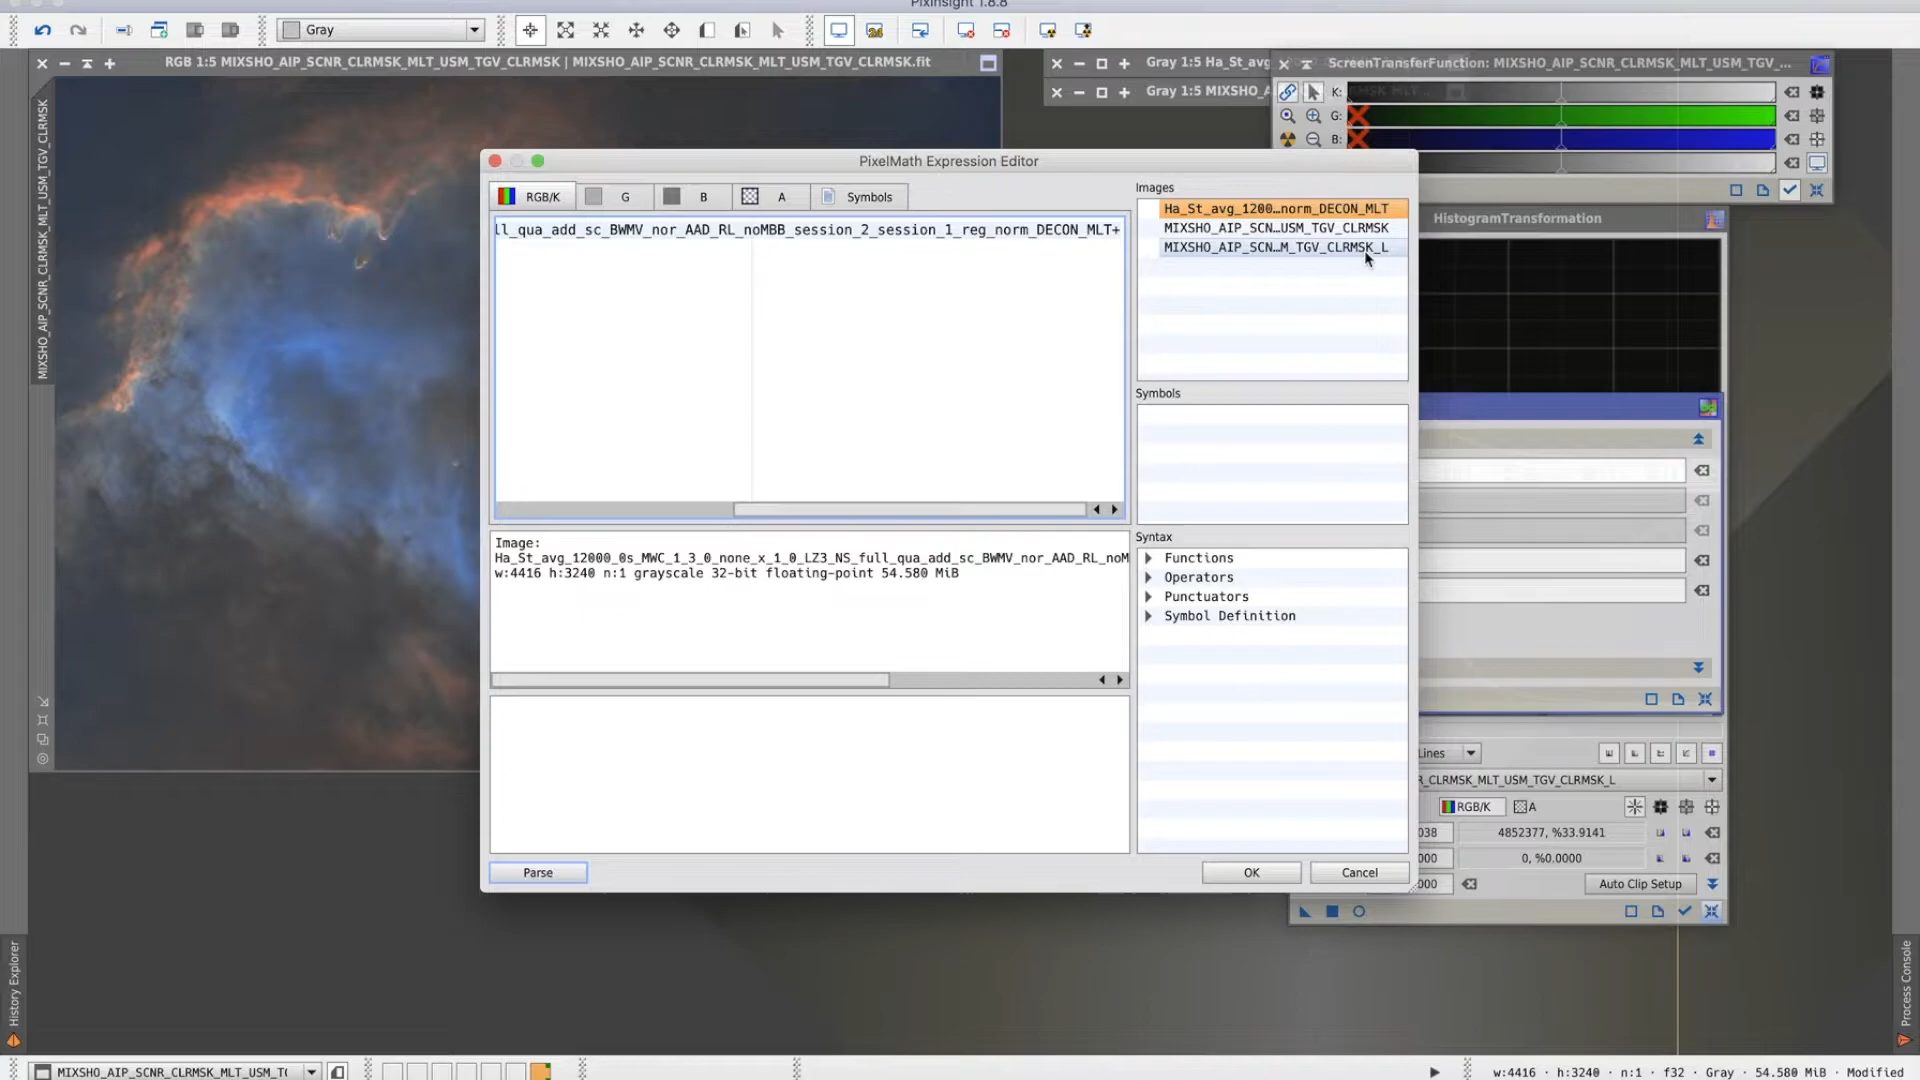 PixInsight 1.8.8
Gray
RGB 1:5 MIXSHO_AIP_SCNR_CLRMSK_MLT_USM_TGV_CLRMSK | MIXSHO_AIP_SCNR_CLRMSK_MLT_USM_TGV_CLRMSK.fit
MIXSHO_AIP_SCNR_CLRMSK_MLT_USM_TGV_CLRMSK
Gray 1:5 Ha_St_avg
Gray 1:5 MIXSHO_A
ScreenTransferFunction: MIXSHO_AIP_SCNR_CLRMSK_MLT_USM_TGV_...
K:
G:
B:
PixelMath Expression Editor
RGB/K
G
B
A
Symbols
ll_qua_add_sc_BWMV_nor_AAD_RL_noMBB_session_2_session_1_reg_norm_DECON_MLT+
Images
Ha_St_avg_1200…norm_DECON_MLT
MIXSHO_AIP_SCN…USM_TGV_CLRMSK
MIXSHO_AIP_SCN…M_TGV_CLRMSK_L
Symbols
Syntax
Functions
Operators
Punctuators
Symbol Definition
Image:
Ha_St_avg_12000_0s_MWC_1_3_0_none_x_1_0_LZ3_NS_full_qua_add_sc_BWMV_nor_AAD_RL_noM
w:4416 h:3240 n:1 grayscale 32-bit floating-point 54.580 MiB
Parse
OK
Cancel
HistogramTransformation
Lines
R_CLRMSK_MLT_USM_TGV_CLRMSK_L
RGB/K
A
038
4852377, %33.9141
000
0, %0.0000
000
Auto Clip Setup
History Explorer
Process Console
MIXSHO_AIP_SCNR_CLRMSK_MLT_USM_T
w:4416 · h:3240 · n:1 · f32 · Gray · 54.580 MiB · Modified